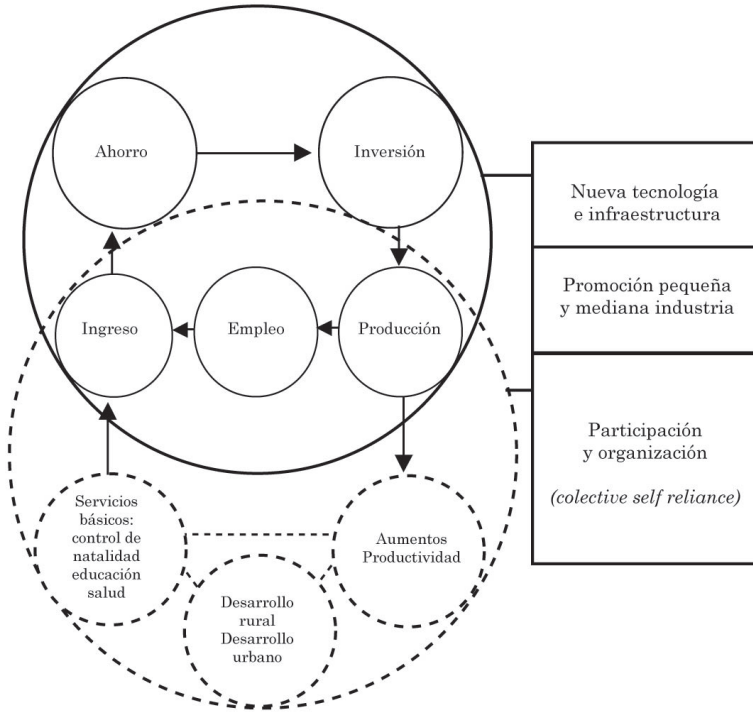 Ahorro
Inversión
Nueva tecnología
e infraestructura
Promoción pequeña
y mediana industria
Ingreso
Empleo
Producción
Participación
y organización
(colective self reliance)
Servicios
básicos:
control de
natalidad
educación
salud
Aumentos
Productividad
Desarrollo
rural
Desarrollo
urbano